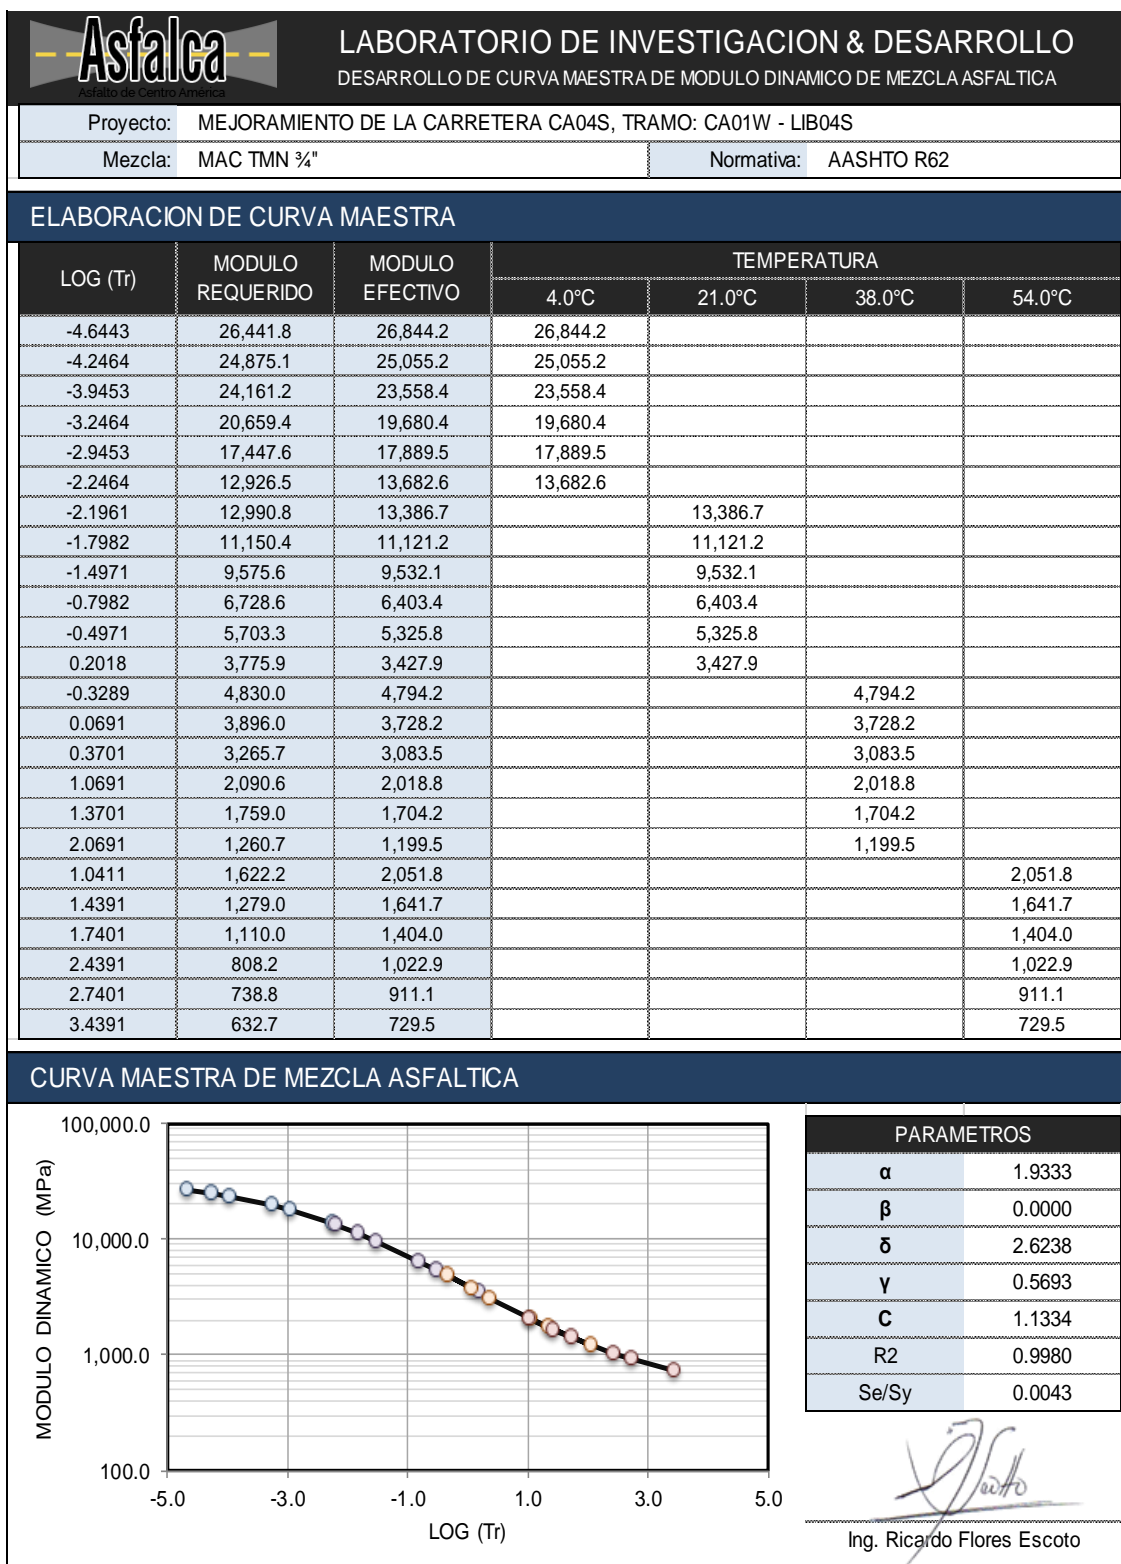 Asfalca
Asfalto de Centro América
LABORATORIO DE INVESTIGACION & DESARROLLO
DESARROLLO DE CURVA MAESTRA DE MODULO DINAMICO DE MEZCLA ASFALTICA
Proyecto: MEJORAMIENTO DE LA CARRETERA CA04S, TRAMO: CA01W - LIB04S
Mezcla: MAC TMN ¾" Normativa: AASHTO R62
ELABORACION DE CURVA MAESTRA
LOG (Tr) MODULO REQUERIDO MODULO EFECTIVO TEMPERATURA
4.0°C 21.0°C 38.0°C 54.0°C
-4.6443 26,441.8 26,844.2 26,844.2
-4.2464 24,875.1 25,055.2 25,055.2
-3.9453 24,161.2 23,558.4 23,558.4
-3.2464 20,659.4 19,680.4 19,680.4
-2.9453 17,447.6 17,889.5 17,889.5
-2.2464 12,926.5 13,682.6 13,682.6
-2.1961 12,990.8 13,386.7 13,386.7
-1.7982 11,150.4 11,121.2 11,121.2
-1.4971 9,575.6 9,532.1 9,532.1
-0.7982 6,728.6 6,403.4 6,403.4
-0.4971 5,703.3 5,325.8 5,325.8
0.2018 3,775.9 3,427.9 3,427.9
-0.3289 4,830.0 4,794.2 4,794.2
0.0691 3,896.0 3,728.2 3,728.2
0.3701 3,265.7 3,083.5 3,083.5
1.0691 2,090.6 2,018.8 2,018.8
1.3701 1,759.0 1,704.2 1,704.2
2.0691 1,260.7 1,199.5 1,199.5
1.0411 1,622.2 2,051.8 2,051.8
1.4391 1,279.0 1,641.7 1,641.7
1.7401 1,110.0 1,404.0 1,404.0
2.4391 808.2 1,022.9 1,022.9
2.7401 738.8 911.1 911.1
3.4391 632.7 729.5 729.5
CURVA MAESTRA DE MEZCLA ASFALTICA
MODULO DINAMICO (MPa)
100,000.0
10,000.0
1,000.0
100.0
-5.0 -3.0 -1.0 1.0 3.0 5.0
LOG (Tr)
PARAMETROS
α 1.9333
β 0.0000
δ 2.6238
γ 0.5693
C 1.1334
R2 0.9980
Se/Sy 0.0043
Ing. Ricardo Flores Escoto